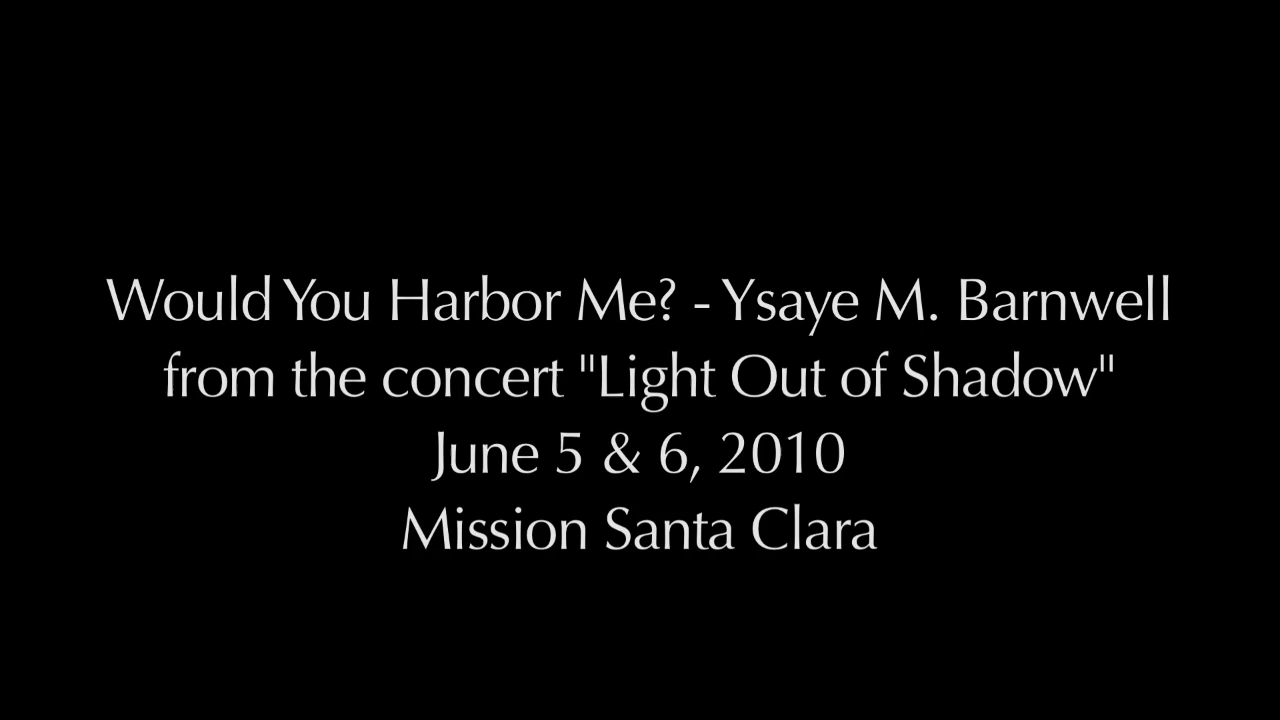 Would You Harbor Me? - Ysaye M. Barnwell
from the concert "Light Out of Shadow"
June 5 & 6, 2010
Mission Santa Clara